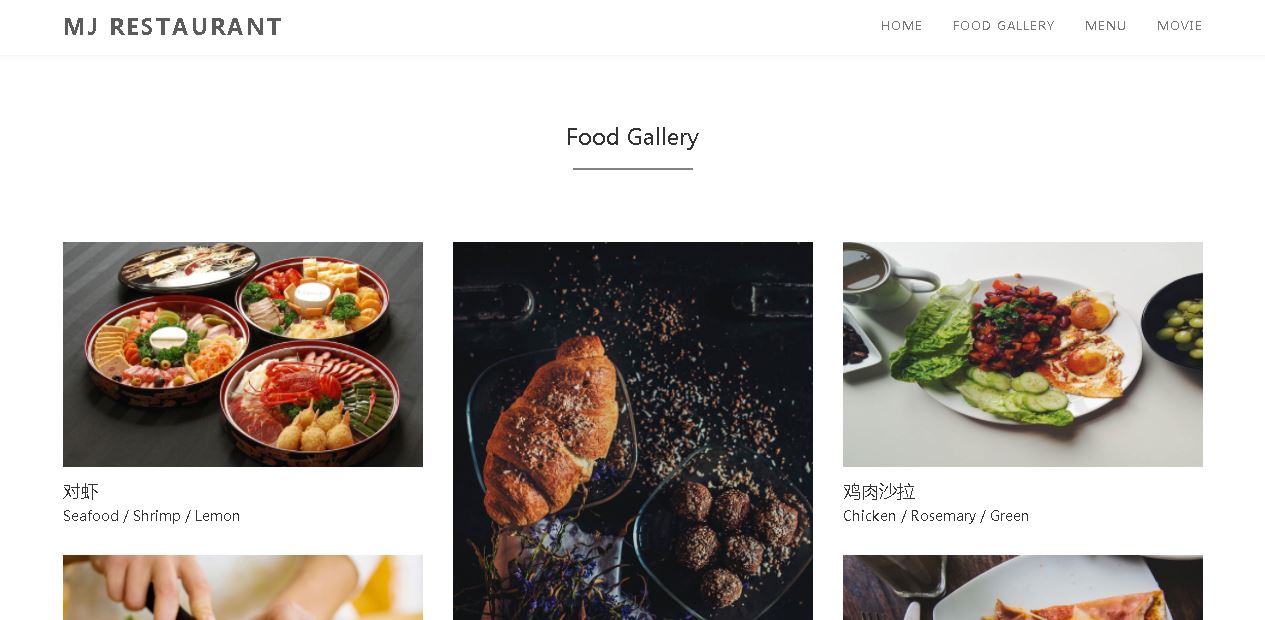 MJ RESTAURANT
HOME FOOD GALLERY MENU MOVIE
Food Gallery
对虾
Seafood / Shrimp / Lemon
鸡肉沙拉
Chicken / Rosemary / Green